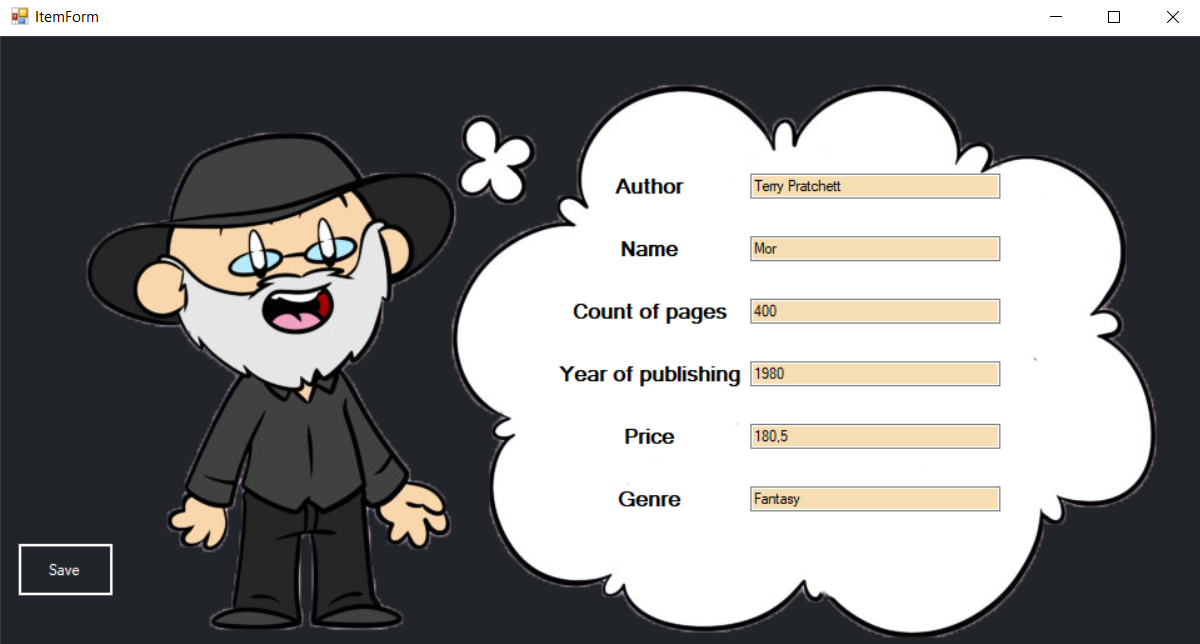 ItemForm
Author Terry Pratchett
Name Mor
Count of pages 400
Year of publishing 1980
Price 180,5
Genre Fantasy
Save